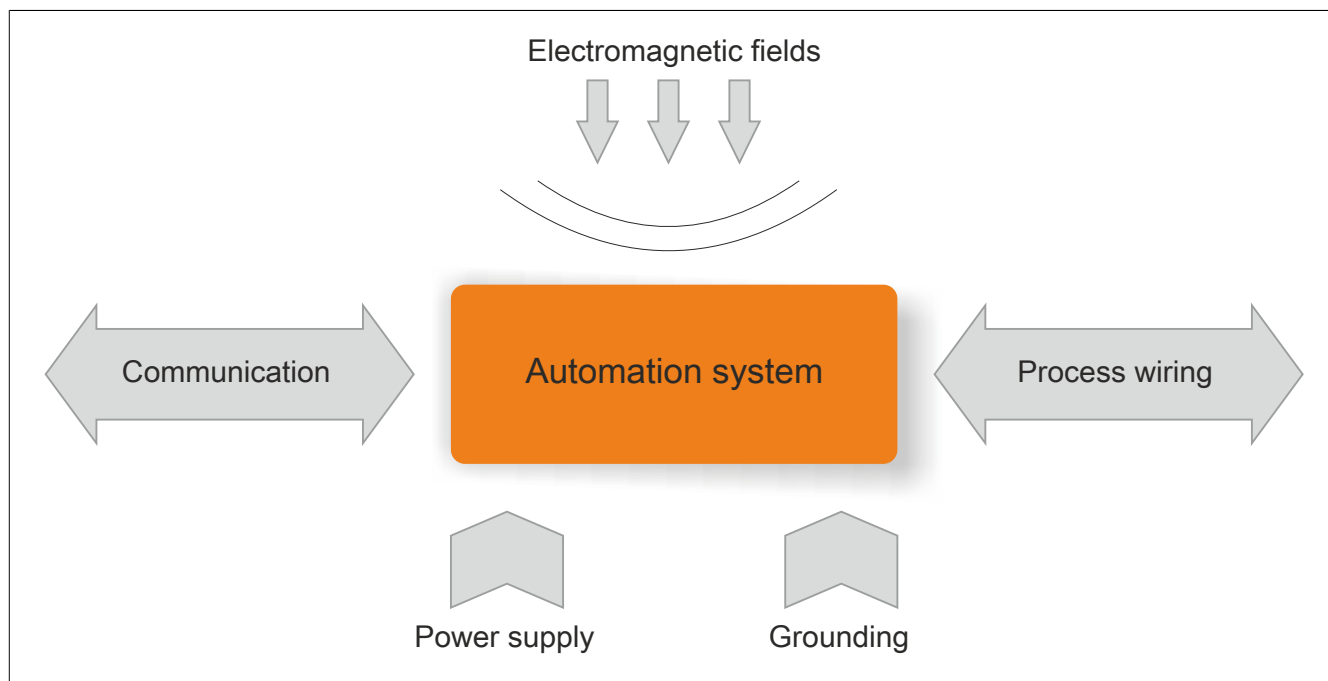 Electromagnetic fields
Communication
Automation system
Process wiring
Power supply
Grounding